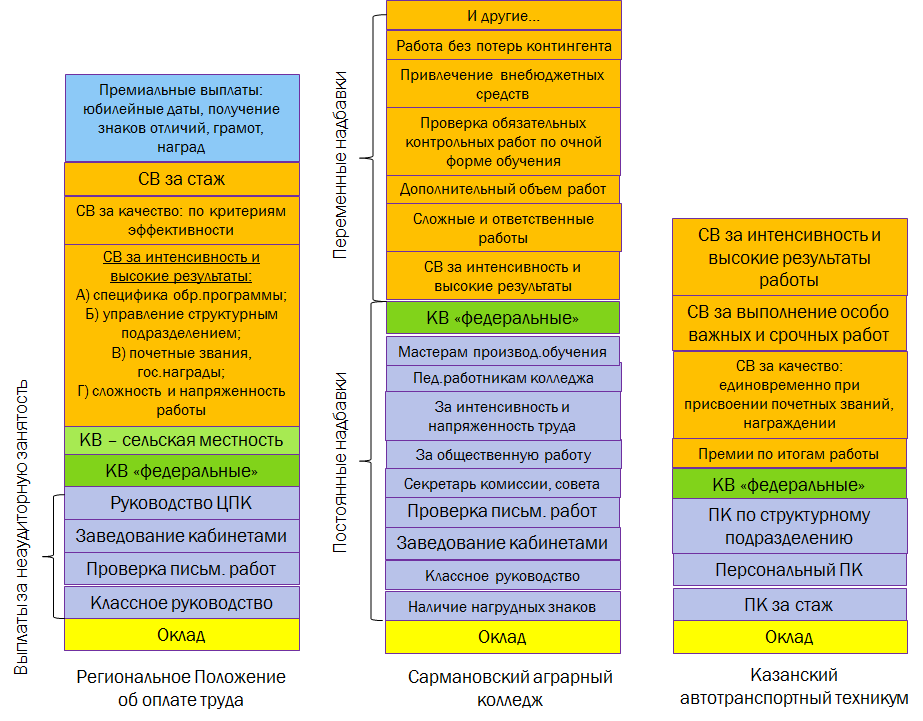 Выплаты за неаудиторную занятость
Премиальные выплаты:
юбилейные даты, получение
знаков отличий, грамот,
наград
СВ за стаж
СВ за качество: по критериям
эффективности
СВ за интенсивность и
высокие результаты:
А) специфика обр.программы;
Б) управление структурным
подразделением;
В) почетные звания,
гос.награды;
Г) сложность и напряженность
работы
КВ – сельская местность
КВ «федеральные»
Руководство ЦПК
Заведование кабинетами
Проверка письм. работ
Классное руководство
Оклад
Региональное Положение
об оплате труда
Переменные надбавки
Постоянные надбавки
И другие...
Работа без потерь контингента
Привлечение внебюджетных
средств
Проверка обязательных
контрольных работ по очной
форме обучения
Дополнительный объем работ
Сложные и ответственные
работы
СВ за интенсивность и
высокие результаты
КВ «федеральные»
Мастерам производ.обучения
Пед.работникам колледжа
За интенсивность и
напряженность труда
За общественную работу
Секретарь комиссии, совета
Проверка письм. работ
Заведование кабинетами
Классное руководство
Наличие нагрудных знаков
Оклад
Сармановский аграрный
колледж
СВ за интенсивность и
высокие результаты
работы
СВ за выполнение особо
важных и срочных работ
СВ за качество:
единовременно при
присвоении почетных званий,
награждении
Премии по итогам работы
КВ «федеральные»
ПК по структурному
подразделению
Персональный ПК
ПК за стаж
Оклад
Казанский
автотранспортный техникум